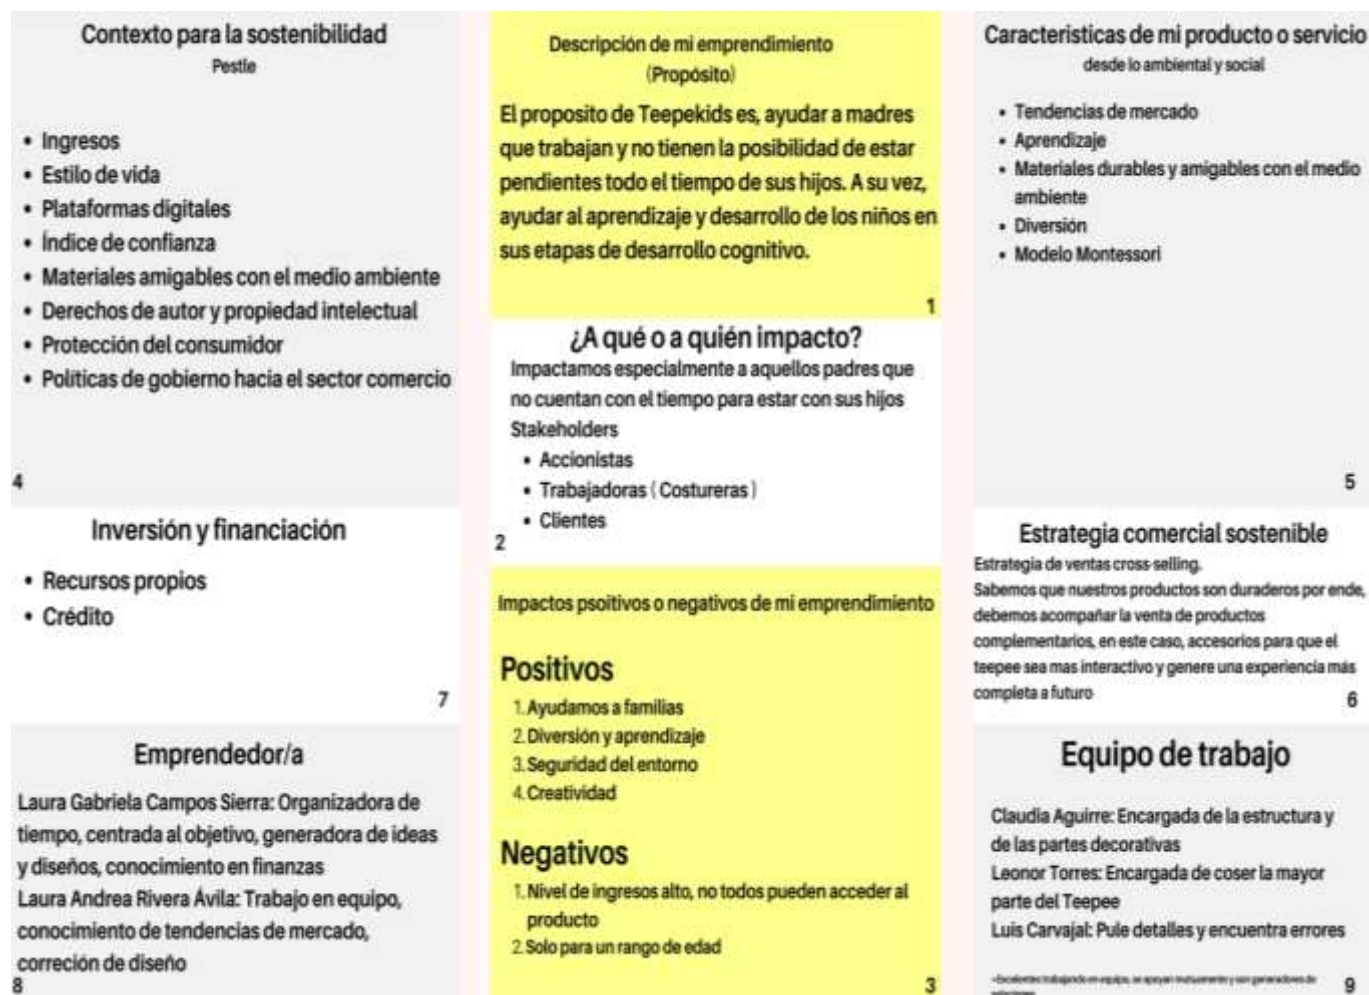 Contexto para la sostenibilidad
Pestle
• Ingresos
• Estilo de vida
• Plataformas digitales
• Índice de confianza
• Materiales amigables con el medio ambiente
• Derechos de autor y propiedad intelectual
• Protección del consumidor
• Políticas de gobierno hacia el sector comercio
4
Inversión y financiación
• Recursos propios
• Crédito
7
Emprendedor/a
Laura Gabriela Campos Sierra: Organizadora de
tiempo, centrada al objetivo, generadora de ideas
y diseños, conocimiento en finanzas
Laura Andrea Rivera Ávila: Trabajo en equipo,
conocimiento de tendencias de mercado,
correción de diseño
8
Descripción de mi emprendimiento
(Propósito)
El proposito de Teepekids es, ayudar a madres
que trabajan y no tienen la posibilidad de estar
pendientes todo el tiempo de sus hijos. A su vez,
ayudar al aprendizaje y desarrollo de los niños en
sus etapas de desarrollo cognitivo.
1
¿A qué o a quién impacto?
Impactamos especialmente a aquellos padres que
no cuentan con el tiempo para estar con sus hijos
Stakeholders
• Accionistas
• Trabajadoras ( Costureras )
• Clientes
2
Impactos psoitivos o negativos de mi emprendimiento
Positivos
1. Ayudamos a familias
2. Diversión y aprendizaje
3. Seguridad del entorno
4. Creatividad
Negativos
1. Nivel de ingresos alto, no todos pueden acceder al
producto
2. Solo para un rango de edad
3
Caracteristicas de mi producto o servicio
desde lo ambiental y social
• Tendencias de mercado
• Aprendizaje
• Materiales durables y amigables con el medio
ambiente
• Diversión
• Modelo Montessori
5
Estrategia comercial sostenible
Estrategia de ventas cross-selling.
Sabemos que nuestros productos son duraderos por ende,
debemos acompañar la venta de productos
complementarios, en este caso, accesorios para que el
teepee sea mas interactivo y genere una experiencia más
completa a futuro
6
Equipo de trabajo
Claudia Aguirre: Encargada de la estructura y
de las partes decorativas
Leonor Torres: Encargada de coser la mayor
parte del Teepee
Luis Carvajal: Pule detalles y encuentra errores
Excelentes trabajando en equipo, se apoyan mutuamente y son generadores de
9